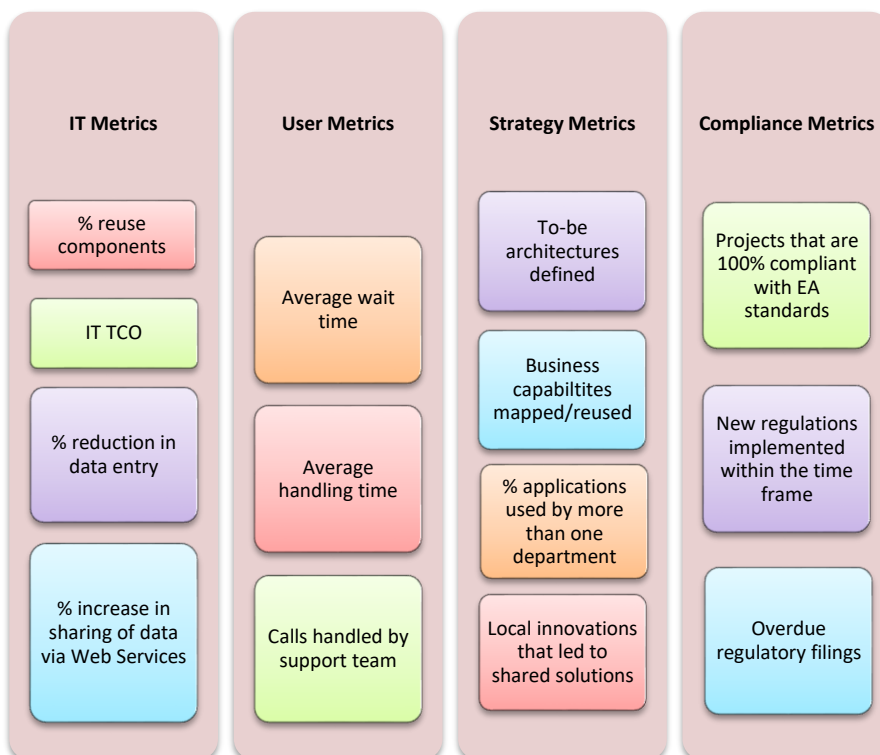 IT Metrics
% reuse
components
IT TCO
% reduction in
data entry
% increase in
sharing of data
via Web Services
User Metrics
Average wait
time
Average
handling time
Calls handled by
support team
Strategy Metrics
To-be
architectures
defined
Business
capabiltites
mapped/reused
% applications
used by more
than one
department
Local innovations
that led to
shared solutions
Compliance Metrics
Projects that are
100% compliant
with EA
standards
New regulations
implemented
within the time
frame
Overdue
regulatory filings